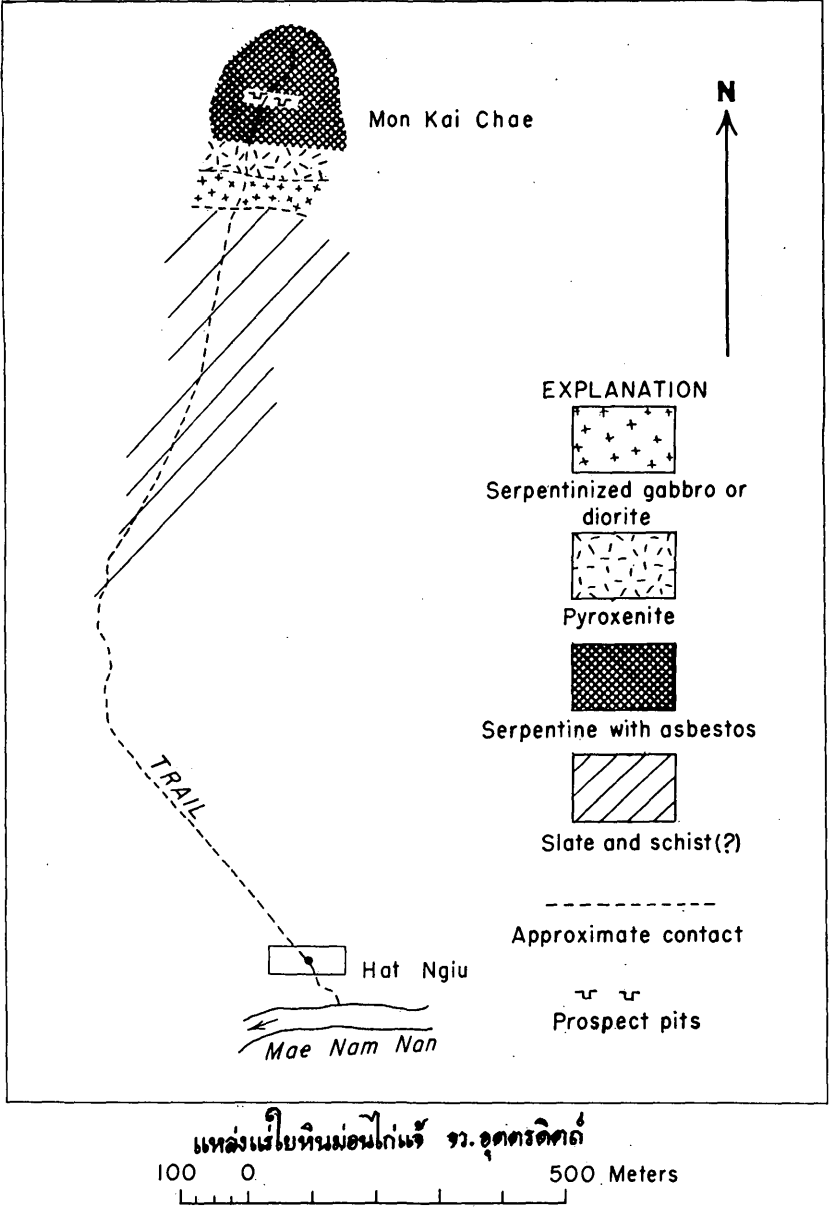 Mon Kai Chae
N
EXPLANATION
Serpentinized gabbro or
diorite
Pyroxenite
Serpentine with asbestos
Slate and schist(?)
Approximate contact
Prospect pits
TRAIL
Hat Ngiu
Mae Nam Nan
แหล่งแร่ใยหินม่อนไก่แจ้ จว.อุตตรดิตถ์
100 0 500 Meters